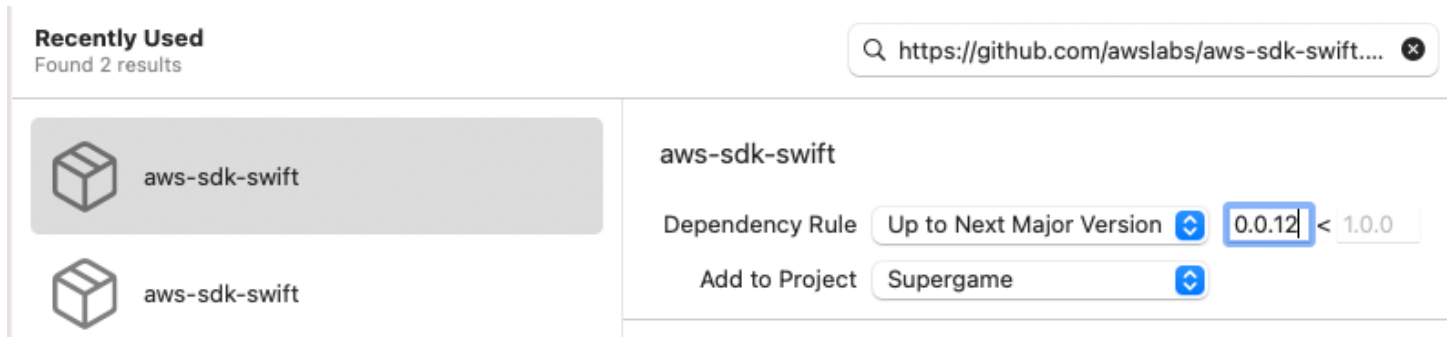 Recently Used
Found 2 results
https://github.com/awslabs/aws-sdk-swift....
aws-sdk-swift
aws-sdk-swift
aws-sdk-swift
Dependency Rule Up to Next Major Version 0.0.12 < 1.0.0
Add to Project Supergame